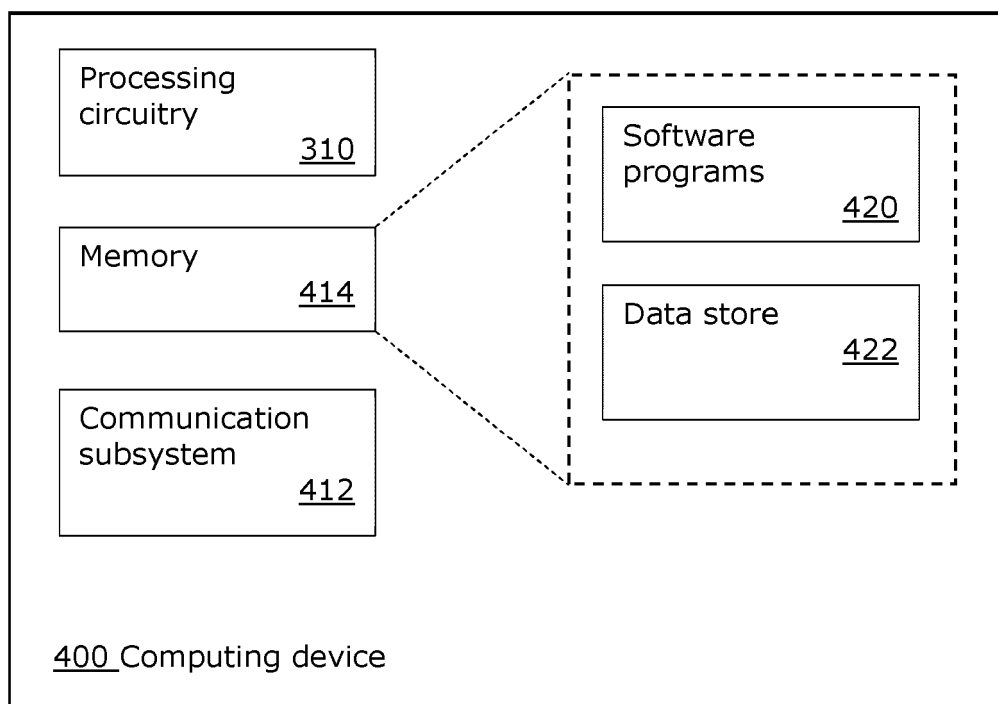 Processing
circuitry
310
Memory
414
Communication
subsystem
412
Software
programs
420
Data store
422
400 Computing device